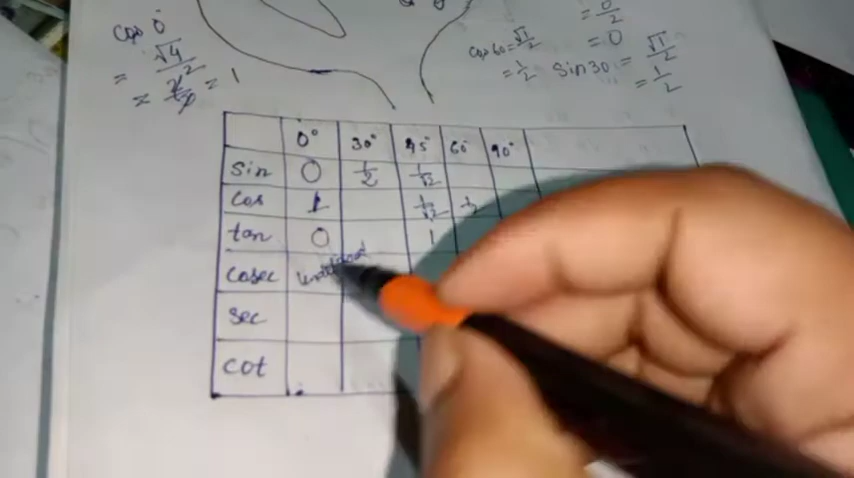 cos 0
= √4/2
= 2/2 = 1
= 0/2
= 0
cos 60 = √1/2
= 1/2
sin 30 = √1/2
= 1/2
0° 30° 45° 60° 90°
sin 0 1/2 1/√2
cos 1 1/√2 1/2
tan 0 1
cosec
sec
cot